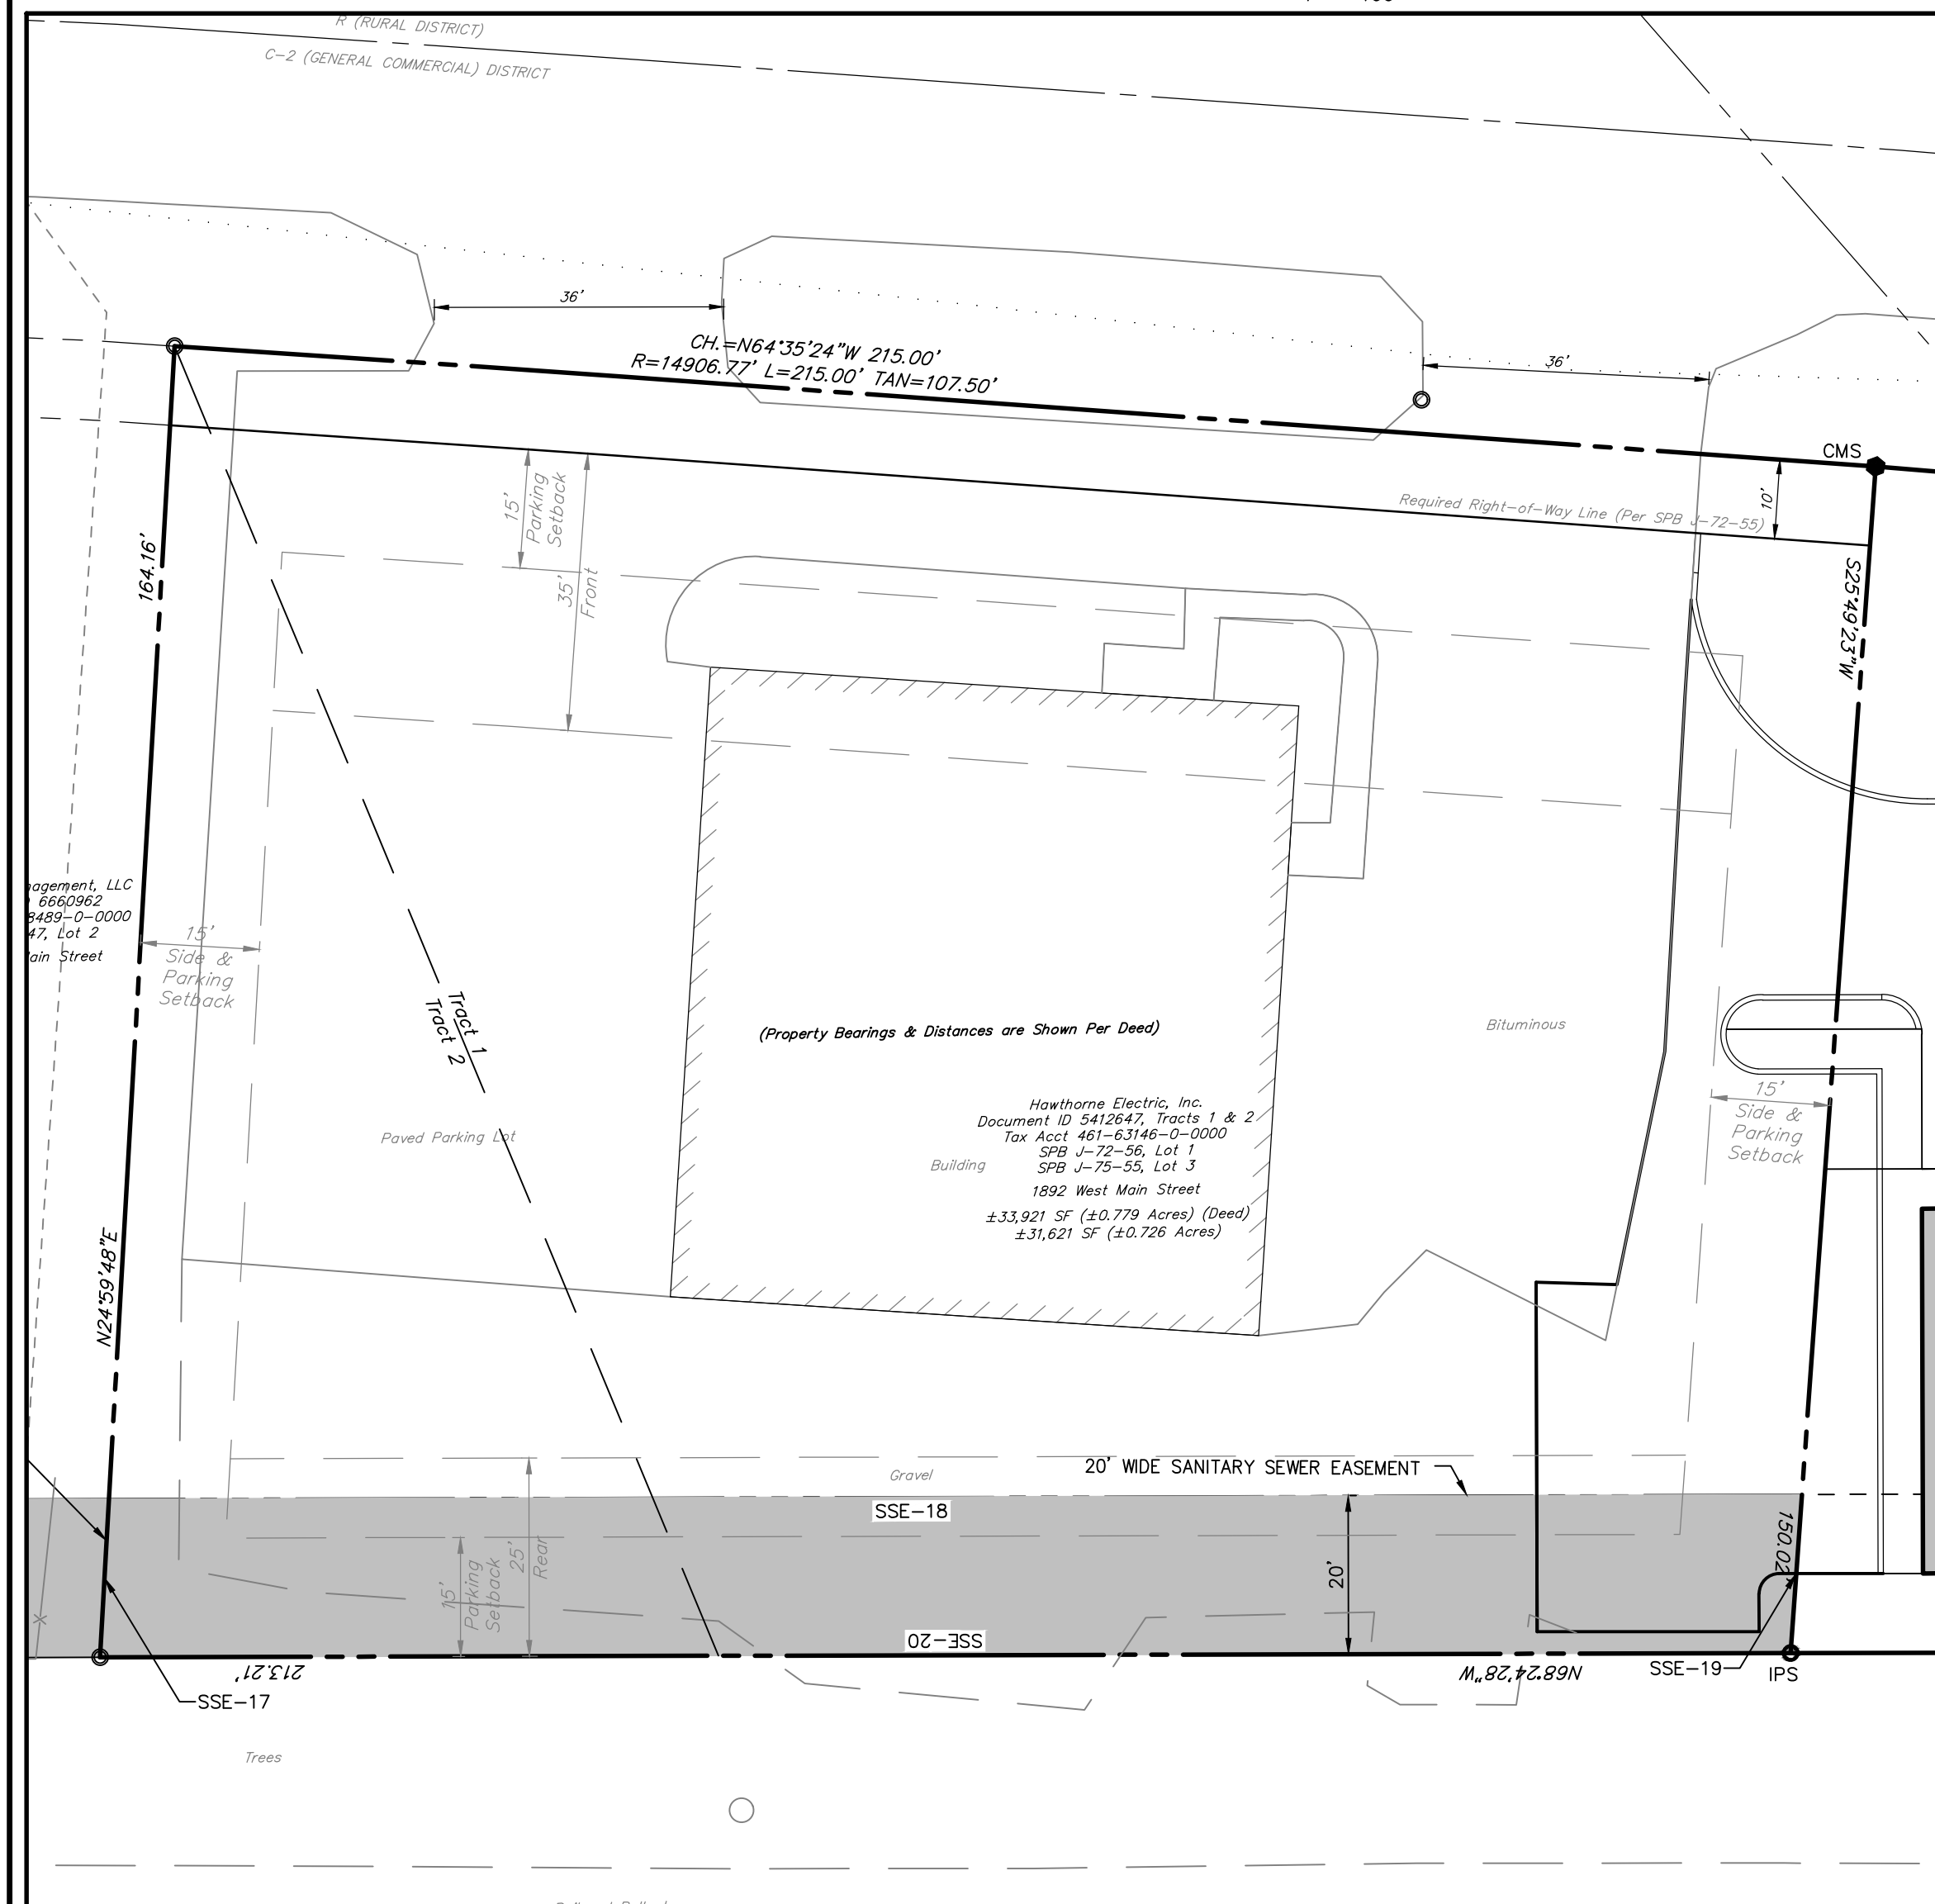 R (RURAL DISTRICT)
C-2 (GENERAL COMMERCIAL) DISTRICT
36'
CH.=N64°35'24"W 215.00'
R=14906.77' L=215.00' TAN=107.50'
36'
CMS
10'
Required Right-of-Way Line (Per SPB J-72-55)
15'
Parking
Setback
35'
Front
164.16'
S25°49'23"W
LLC
6660962
8489-0-0000
47, Lot 2
Street
15'
Side &
Parking
Setback
Tract 1
Tract 2
(Property Bearings & Distances are Shown Per Deed)
Bituminous
Hawthorne Electric, Inc.
Document ID 5412647, Tracts 1 & 2
Tax Acct 461-63146-0-0000
SPB J-72-56, Lot 1
SPB J-75-55, Lot 3
1892 West Main Street
±33,921 SF (±0.779 Acres) (Deed)
±31,621 SF (±0.726 Acres)
Building
Paved Parking Lot
15'
Side &
Parking
Setback
N24°59'48"E
Gravel
20' WIDE SANITARY SEWER EASEMENT
SSE-18
15'
Parking
Setback
25'
Rear
20'
150.02'
SSE-20
213.21'
N68°24'28"W
SSE-19
IPS
SSE-17
Trees